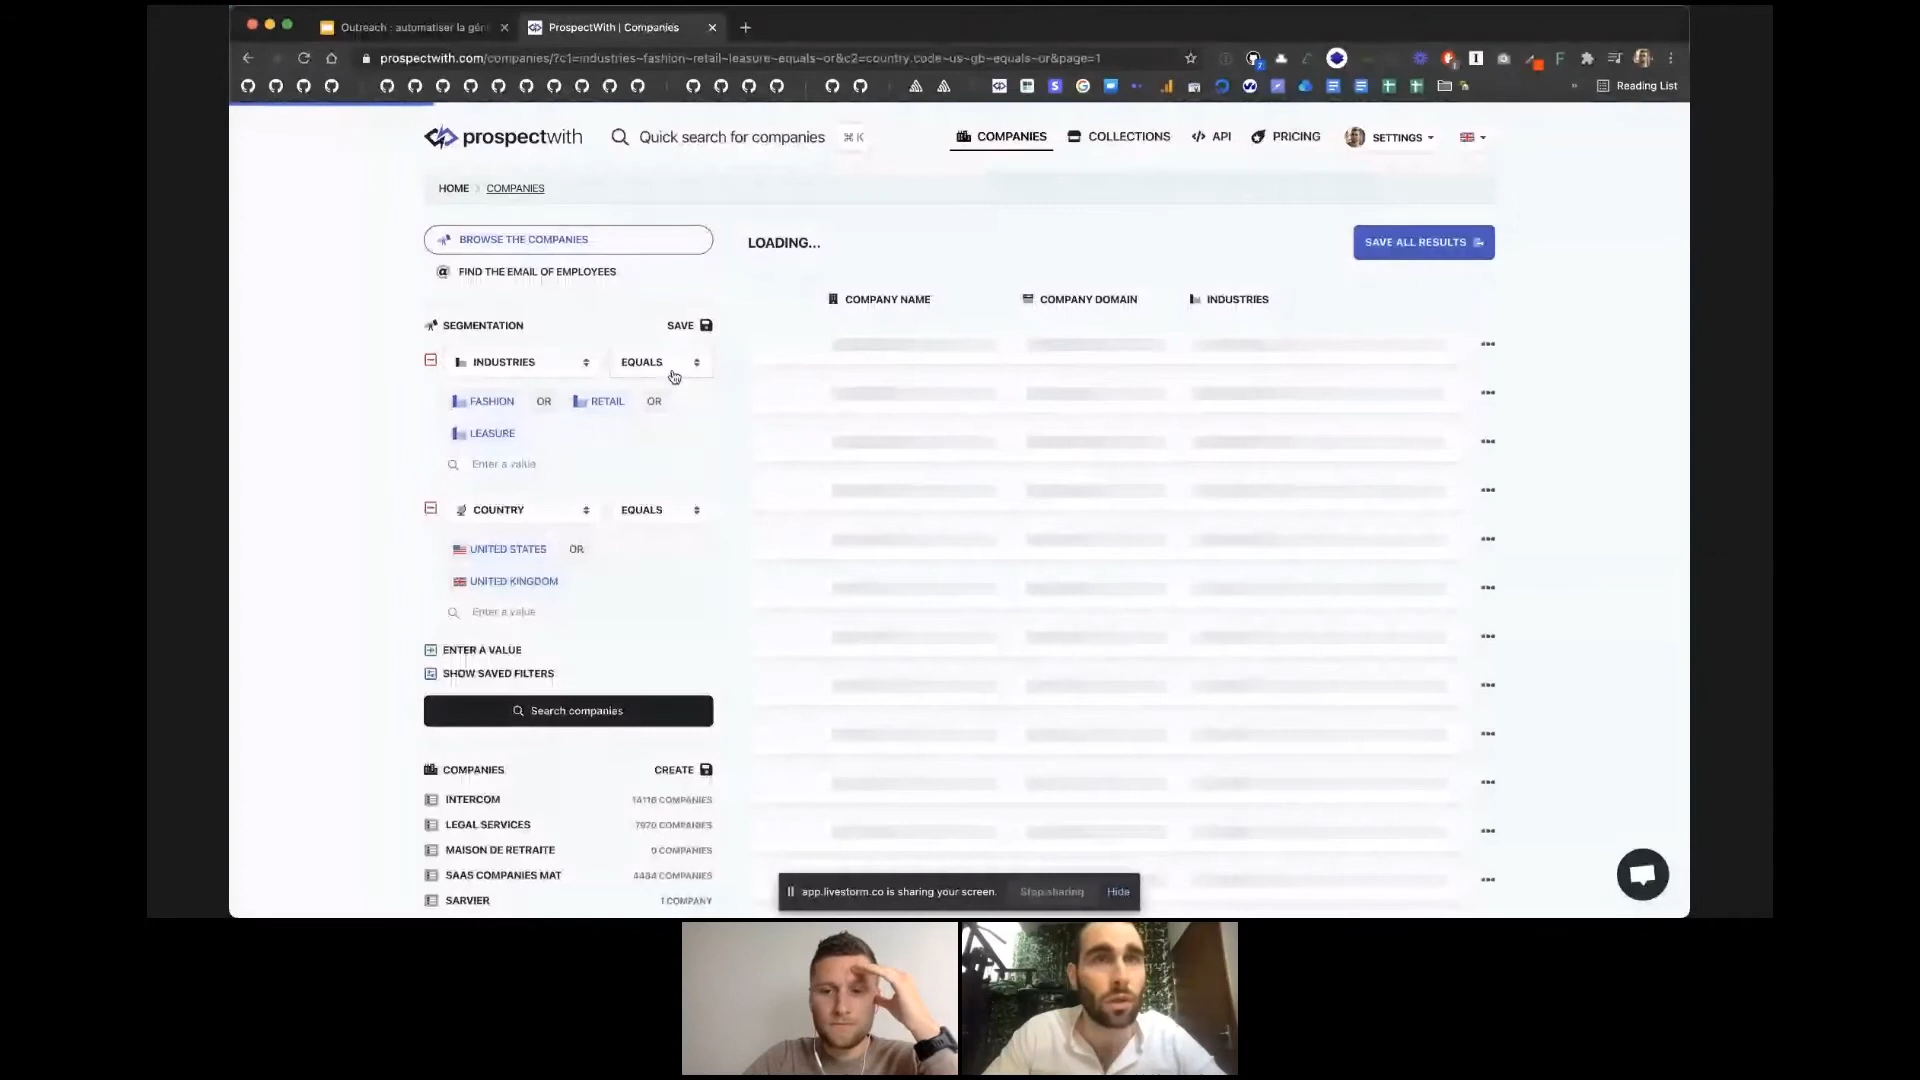 Outreach : automatiser la gén
ProspectWith | Companies
prospectwith.com/companies/?c1=industries~fashion~retail~leasure~equals~or&c2=country.code~us~gb~equals~or&page=1
Reading List
prospectwith
Quick search for companies
⌘ K
COMPANIES
COLLECTIONS
API
PRICING
SETTINGS
HOME
COMPANIES
BROWSE THE COMPANIES
FIND THE EMAIL OF EMPLOYEES
LOADING...
SAVE ALL RESULTS
COMPANY NAME
COMPANY DOMAIN
INDUSTRIES
SEGMENTATION
SAVE
INDUSTRIES
EQUALS
FASHION OR RETAIL OR
LEASURE
Enter a value
COUNTRY
EQUALS
UNITED STATES OR
UNITED KINGDOM
Enter a value
ENTER A VALUE
SHOW SAVED FILTERS
Search companies
COMPANIES
CREATE
INTERCOM 14116 COMPANIES
LEGAL SERVICES 7970 COMPANIES
MAISON DE RETRAITE 0 COMPANIES
SAAS COMPANIES MAT 4484 COMPANIES
SARVIER 1 COMPANY
app.livestorm.co is sharing your screen.
Stop sharing
Hide